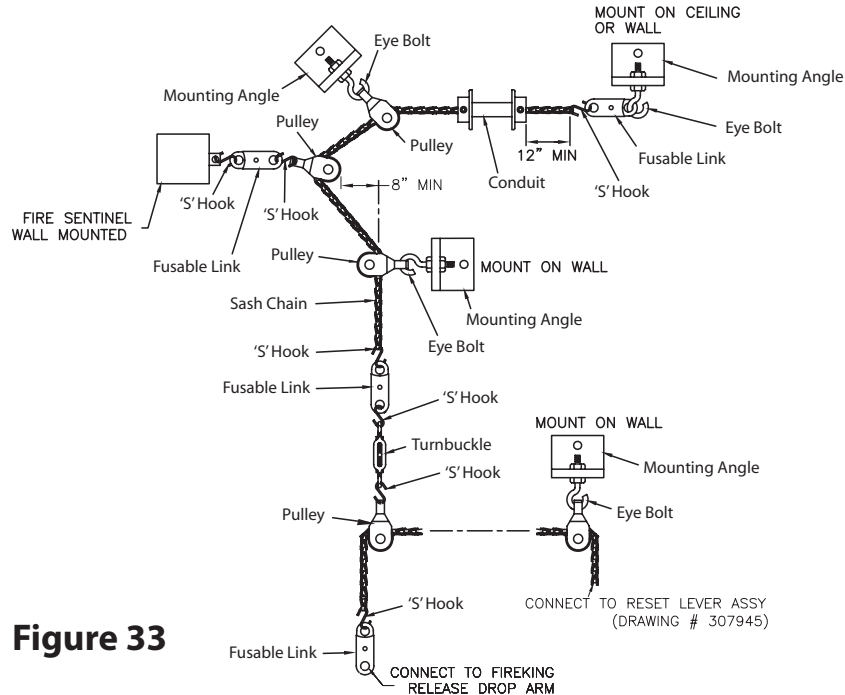 MOUNT ON CEILING
OR WALL
Eye Bolt
Mounting Angle
Mounting Angle
Pulley
Eye Bolt
Pulley
12" MIN
Fusable Link
Conduit
'S' Hook
'S' Hook
'S' Hook
8" MIN
FIRE SENTINEL
WALL MOUNTED
Fusable Link
Pulley
MOUNT ON WALL
Sash Chain
Mounting Angle
Eye Bolt
'S' Hook
Fusable Link
'S' Hook
MOUNT ON WALL
Turnbuckle
Mounting Angle
'S' Hook
Pulley
Eye Bolt
'S' Hook
CONNECT TO RESET LEVER ASSY
(DRAWING # 307945)
Figure 33
Fusable Link
CONNECT TO FIREKING
RELEASE DROP ARM